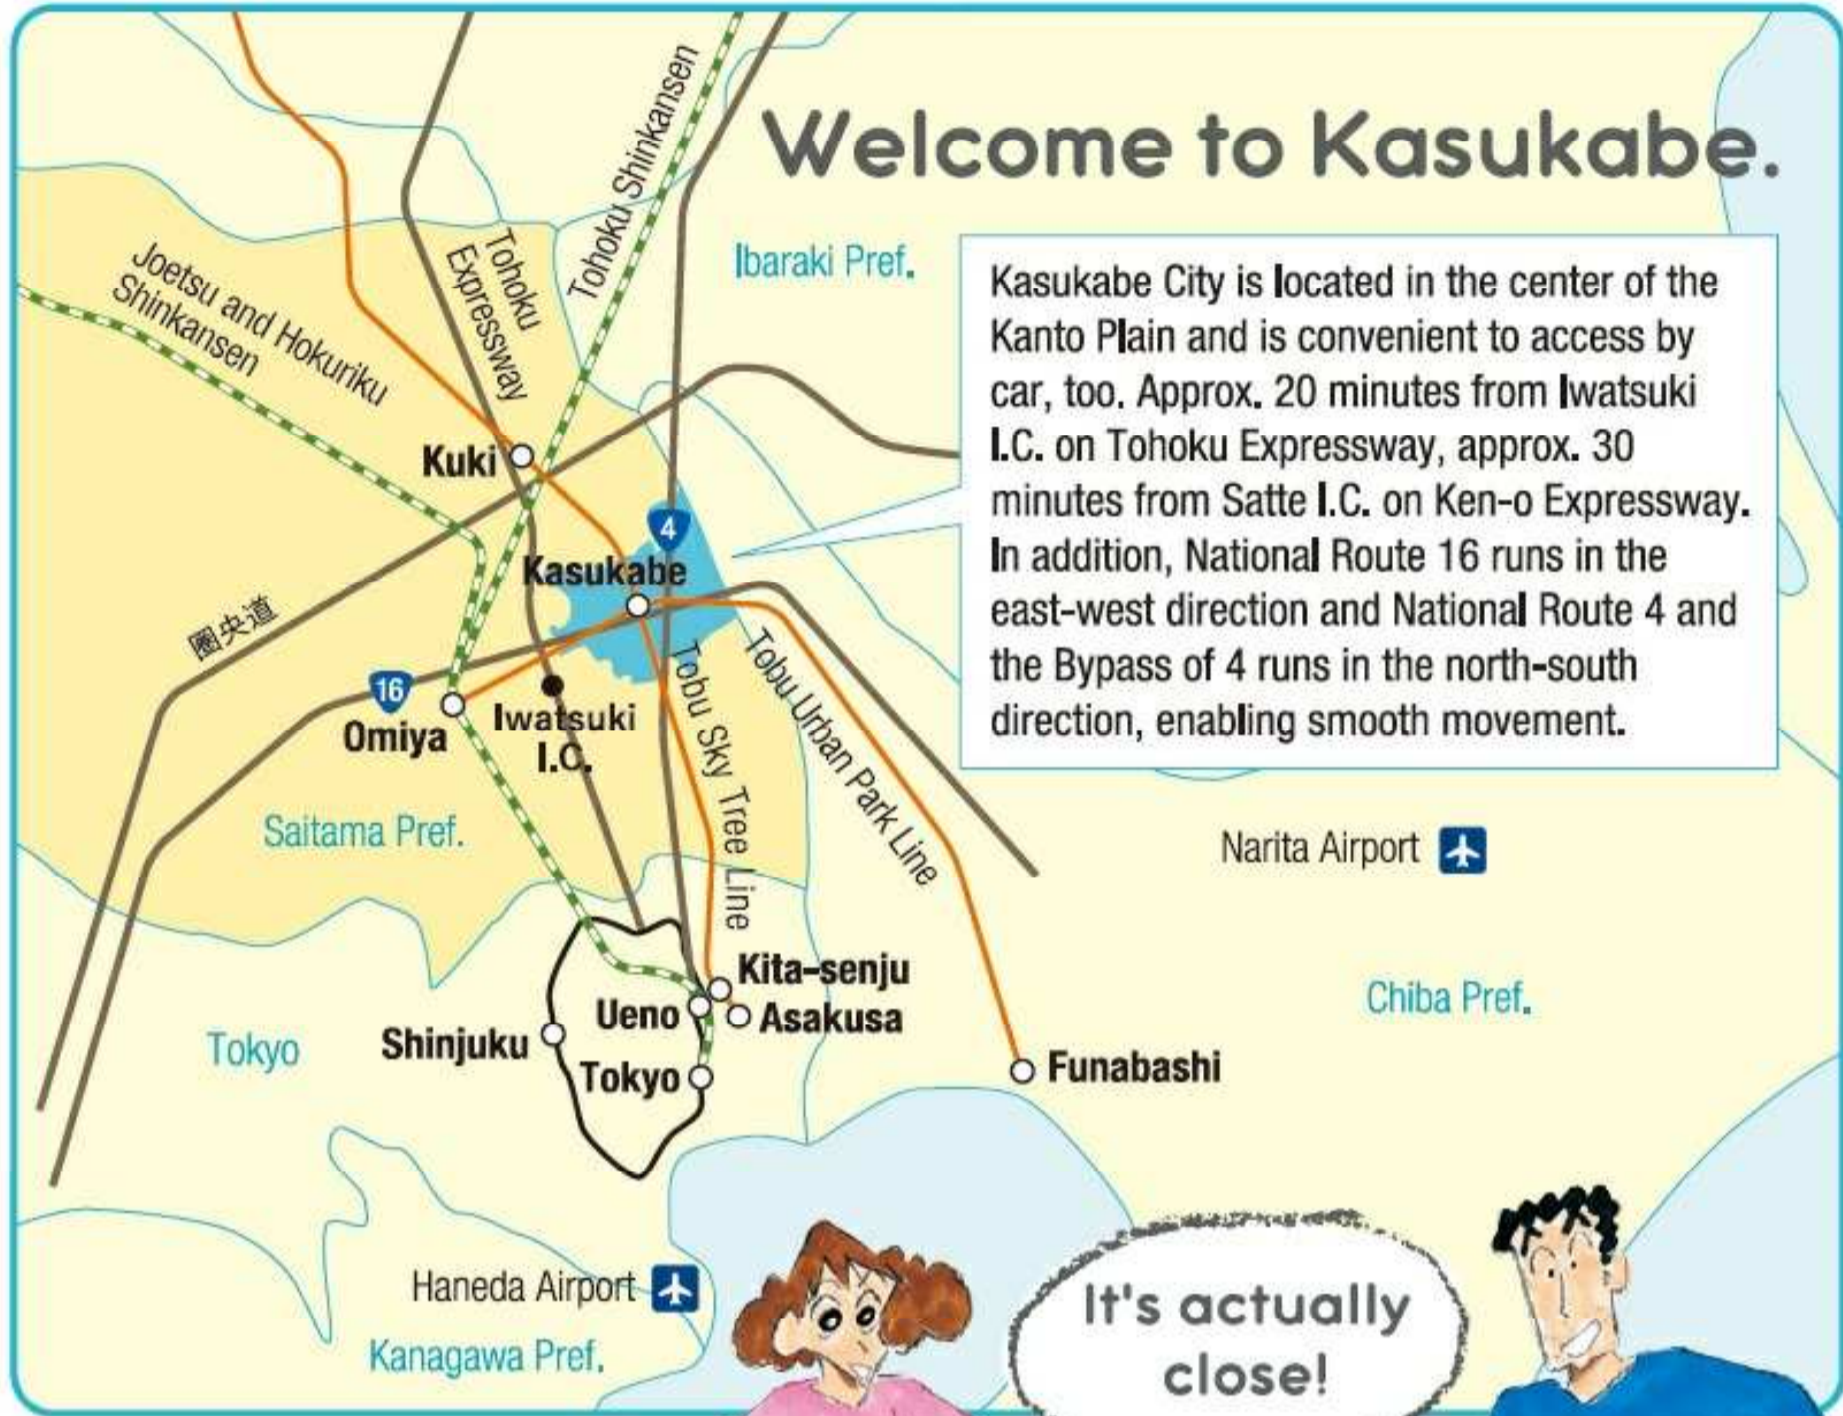 Welcome to Kasukabe.
Tohoku Shinkansen
Ibaraki Pref.
Joetsu and Hokuriku
Shinkansen
Tohoku
Expressway
Kasukabe City is located in the center of the
Kanto Plain and is convenient to access by
car, too. Approx. 20 minutes from Iwatsuki
I.C. on Tohoku Expressway, approx. 30
minutes from Satte I.C. on Ken-o Expressway.
In addition, National Route 16 runs in the
east-west direction and National Route 4 and
the Bypass of 4 runs in the north-south
direction, enabling smooth movement.
Kuki
4
Kasukabe
圏央道
16
Omiya
Iwatsuki
I.C.
Tobu Sky Tree Line
Tobu Urban Park Line
Saitama Pref.
Narita Airport
Kita-senju
Ueno
Asakusa
Chiba Pref.
Tokyo
Shinjuku
Tokyo
Funabashi
Haneda Airport
Kanagawa Pref.
It's actually
close!